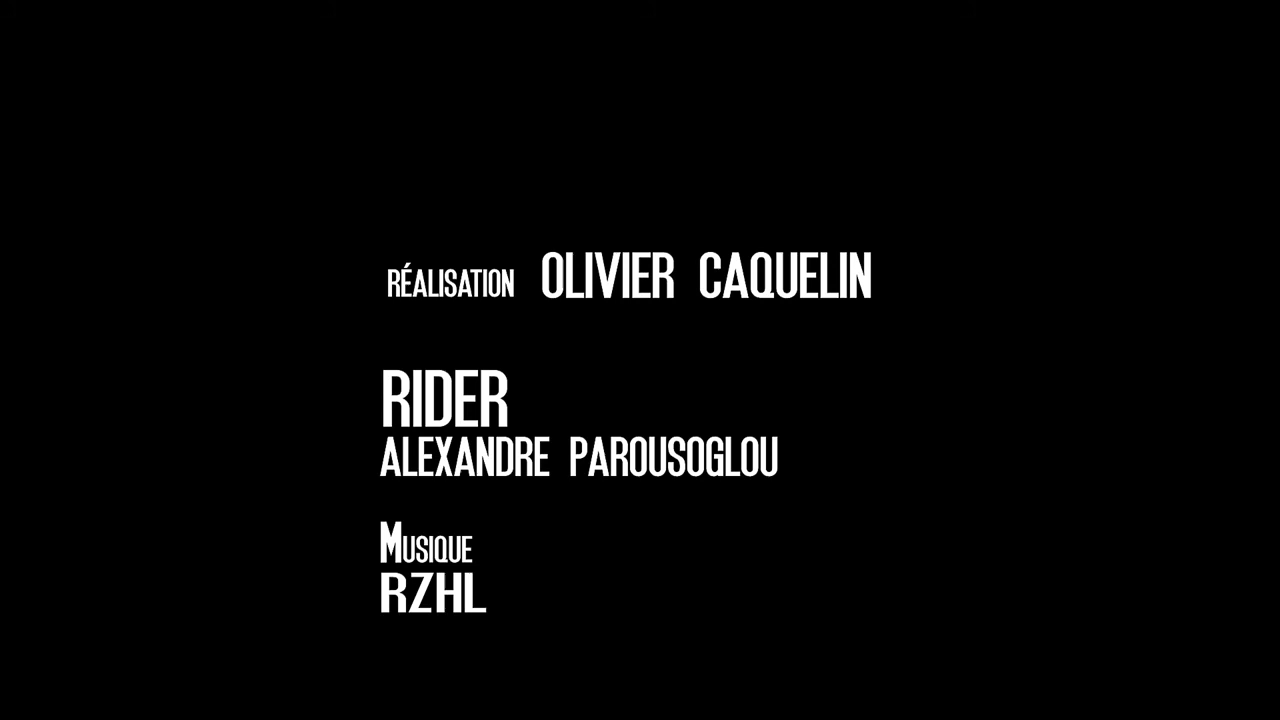 RÉALISATION OLIVIER CAQUELIN
RIDER
ALEXANDRE PAROUSOGLOU
MUSIQUE
RZHL